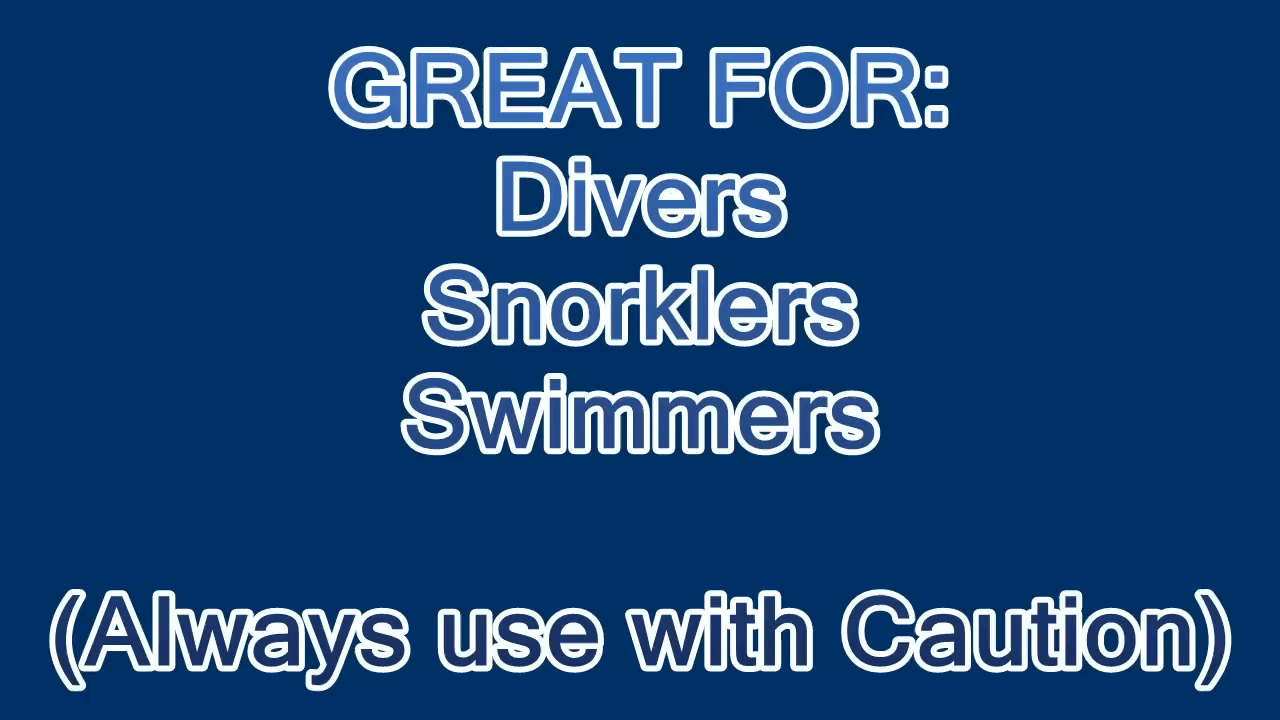 GREAT FOR:
Divers
Snorklers
Swimmers
(Always use with Caution)